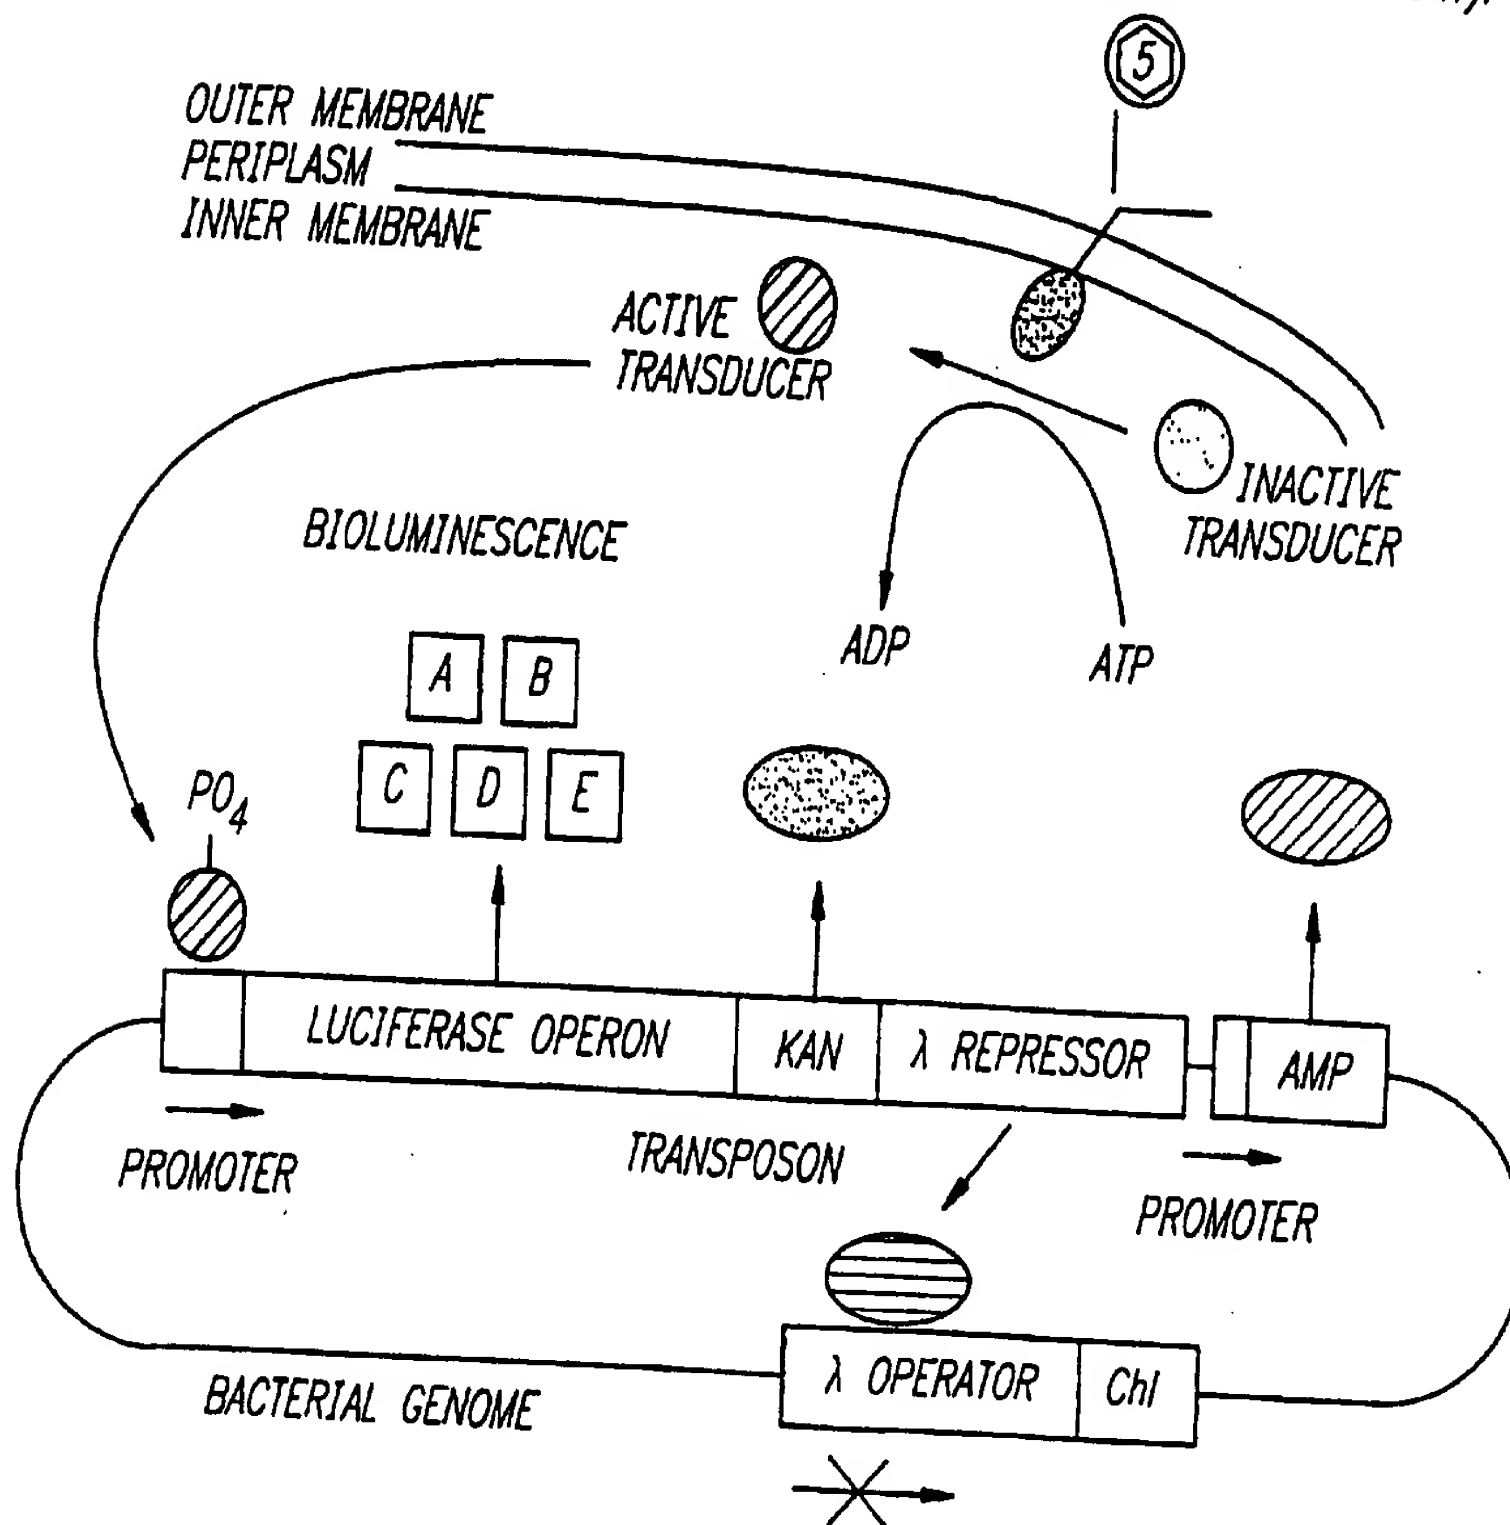 5
OUTER MEMBRANE
PERIPLASM
INNER MEMBRANE
ACTIVE
TRANSDUCER
INACTIVE
TRANSDUCER
BIOLUMINESCENCE
ADP
ATP
A B
C D E
PO4
LUCIFERASE OPERON KAN λ REPRESSOR AMP
PROMOTER
TRANSPOSON
PROMOTER
λ OPERATOR Chl
BACTERIAL GENOME